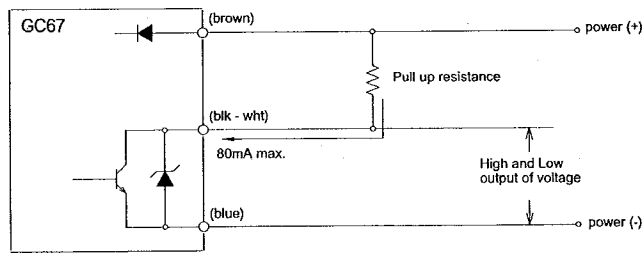 GC67
(brown)
power (+)
Pull up resistance
(blk - wht)
80mA max.
High and Low
output of voltage
(blue)
power (-)